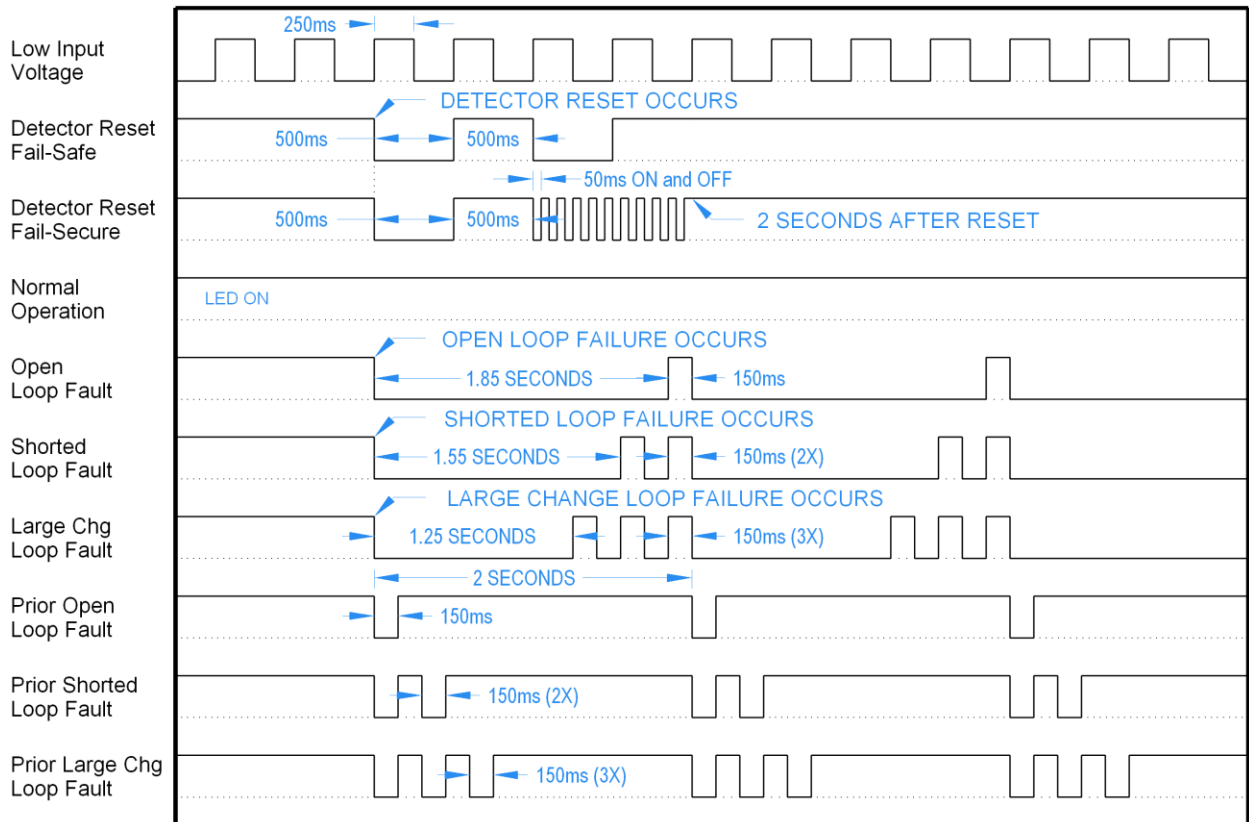 250ms
Low Input
Voltage
DETECTOR RESET OCCURS
Detector Reset
Fail-Safe
500ms
500ms
50ms ON and OFF
Detector Reset
Fail-Secure
500ms
500ms
2 SECONDS AFTER RESET
Normal
Operation
LED ON
OPEN LOOP FAILURE OCCURS
Open
Loop Fault
1.85 SECONDS
150ms
SHORTED LOOP FAILURE OCCURS
Shorted
Loop Fault
1.55 SECONDS
150ms (2X)
LARGE CHANGE LOOP FAILURE OCCURS
Large Chg
Loop Fault
1.25 SECONDS
150ms (3X)
2 SECONDS
Prior Open
Loop Fault
150ms
Prior Shorted
Loop Fault
150ms (2X)
Prior Large Chg
Loop Fault
150ms (3X)